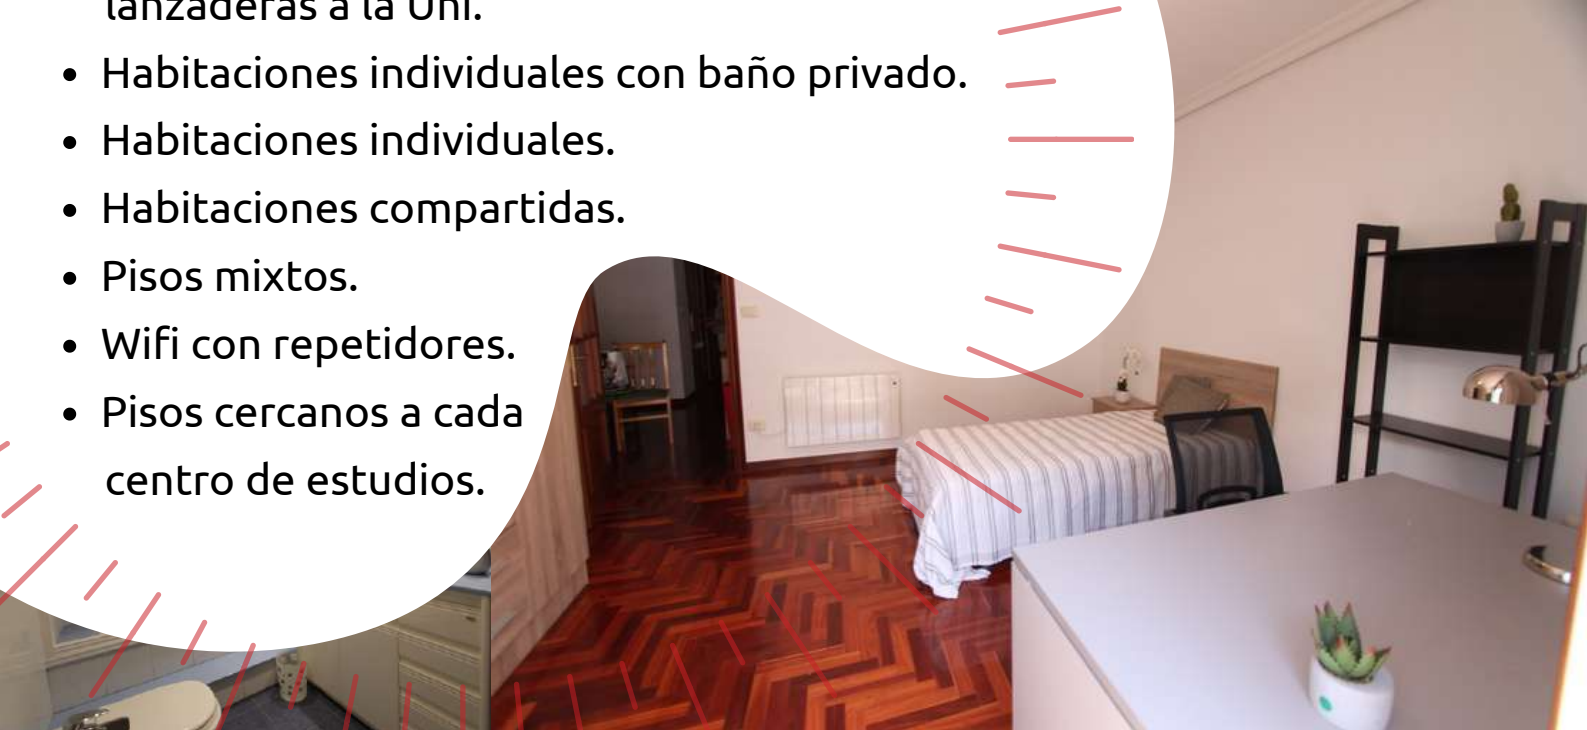 lanzaderas a la Uni.
• Habitaciones individuales con baño privado.
• Habitaciones individuales.
• Habitaciones compartidas.
• Pisos mixtos.
• Wifi con repetidores.
• Pisos cercanos a cada
centro de estudios.